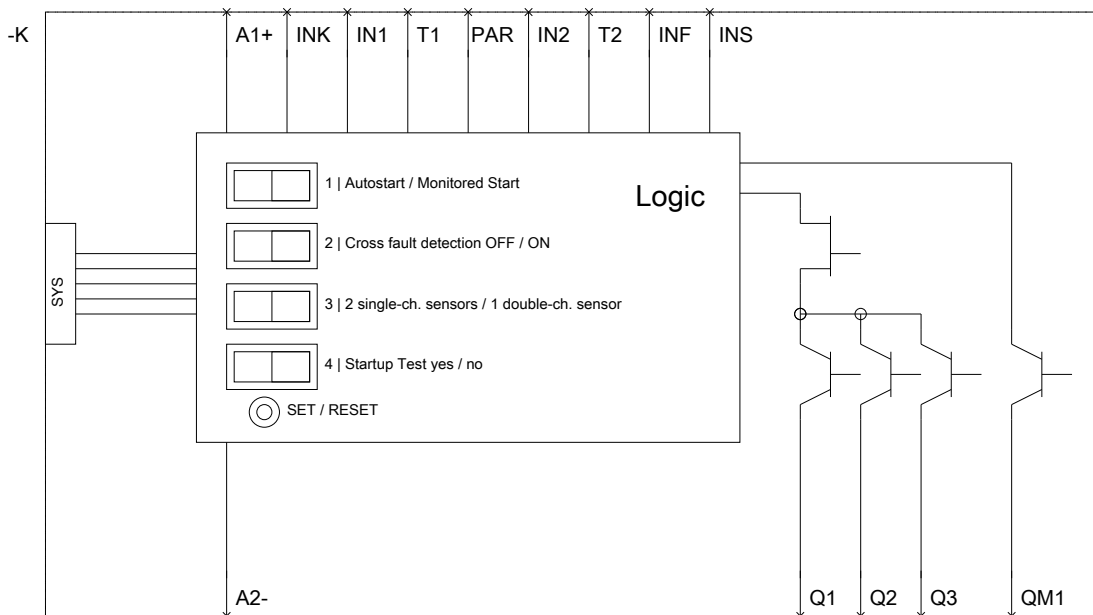 -K
A1+ INK IN1 T1 PAR IN2 T2 INF INS
1 | Autostart / Monitored Start
Logic
2 | Cross fault detection OFF / ON
SYS
3 | 2 single-ch. sensors / 1 double-ch. sensor
4 | Startup Test yes / no
SET / RESET
A2- Q1 Q2 Q3 QM1